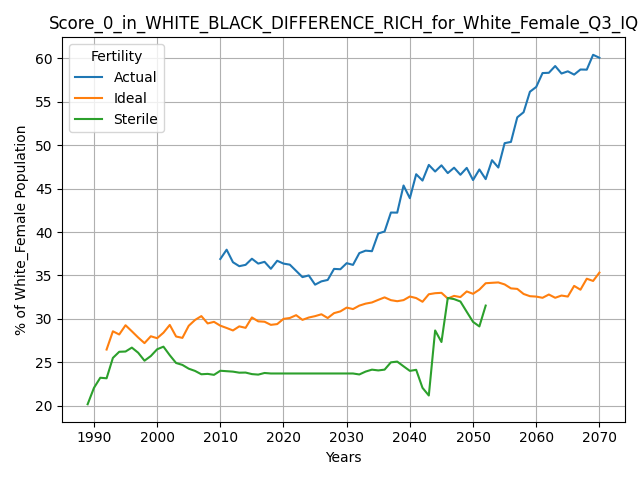 Score_0_in_WHITE_BLACK_DIFFERENCE_RICH_for_White_Female_Q3_IQ
Fertility
Actual
Ideal
Sterile
% of White_Female Population
60
55
50
45
40
35
30
25
20
1990 2000 2010 2020 2030 2040 2050 2060 2070
Years